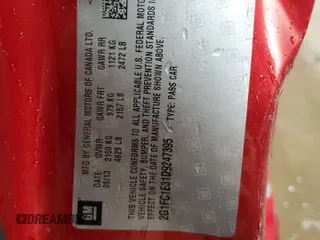 MFD BY GENERAL MOTORS OF CANADA LTD.
DATE GVWR GAWR FRT GAWR RR
06/13 2100 KG 979 KG 1121 KG
4629 LB 2157 LB 2472 LB
THIS VEHICLE CONFORMS TO ALL APPLICABLE U.S. FEDERAL MOTOR
VEHICLE SAFETY, BUMPER, AND THEFT PREVENTION STANDARDS
IN EFFECT ON THE DATE OF MANUFACTURE SHOWN ABOVE.
2G1FC1E31D9247995 TYPE: PASS CAR
GM